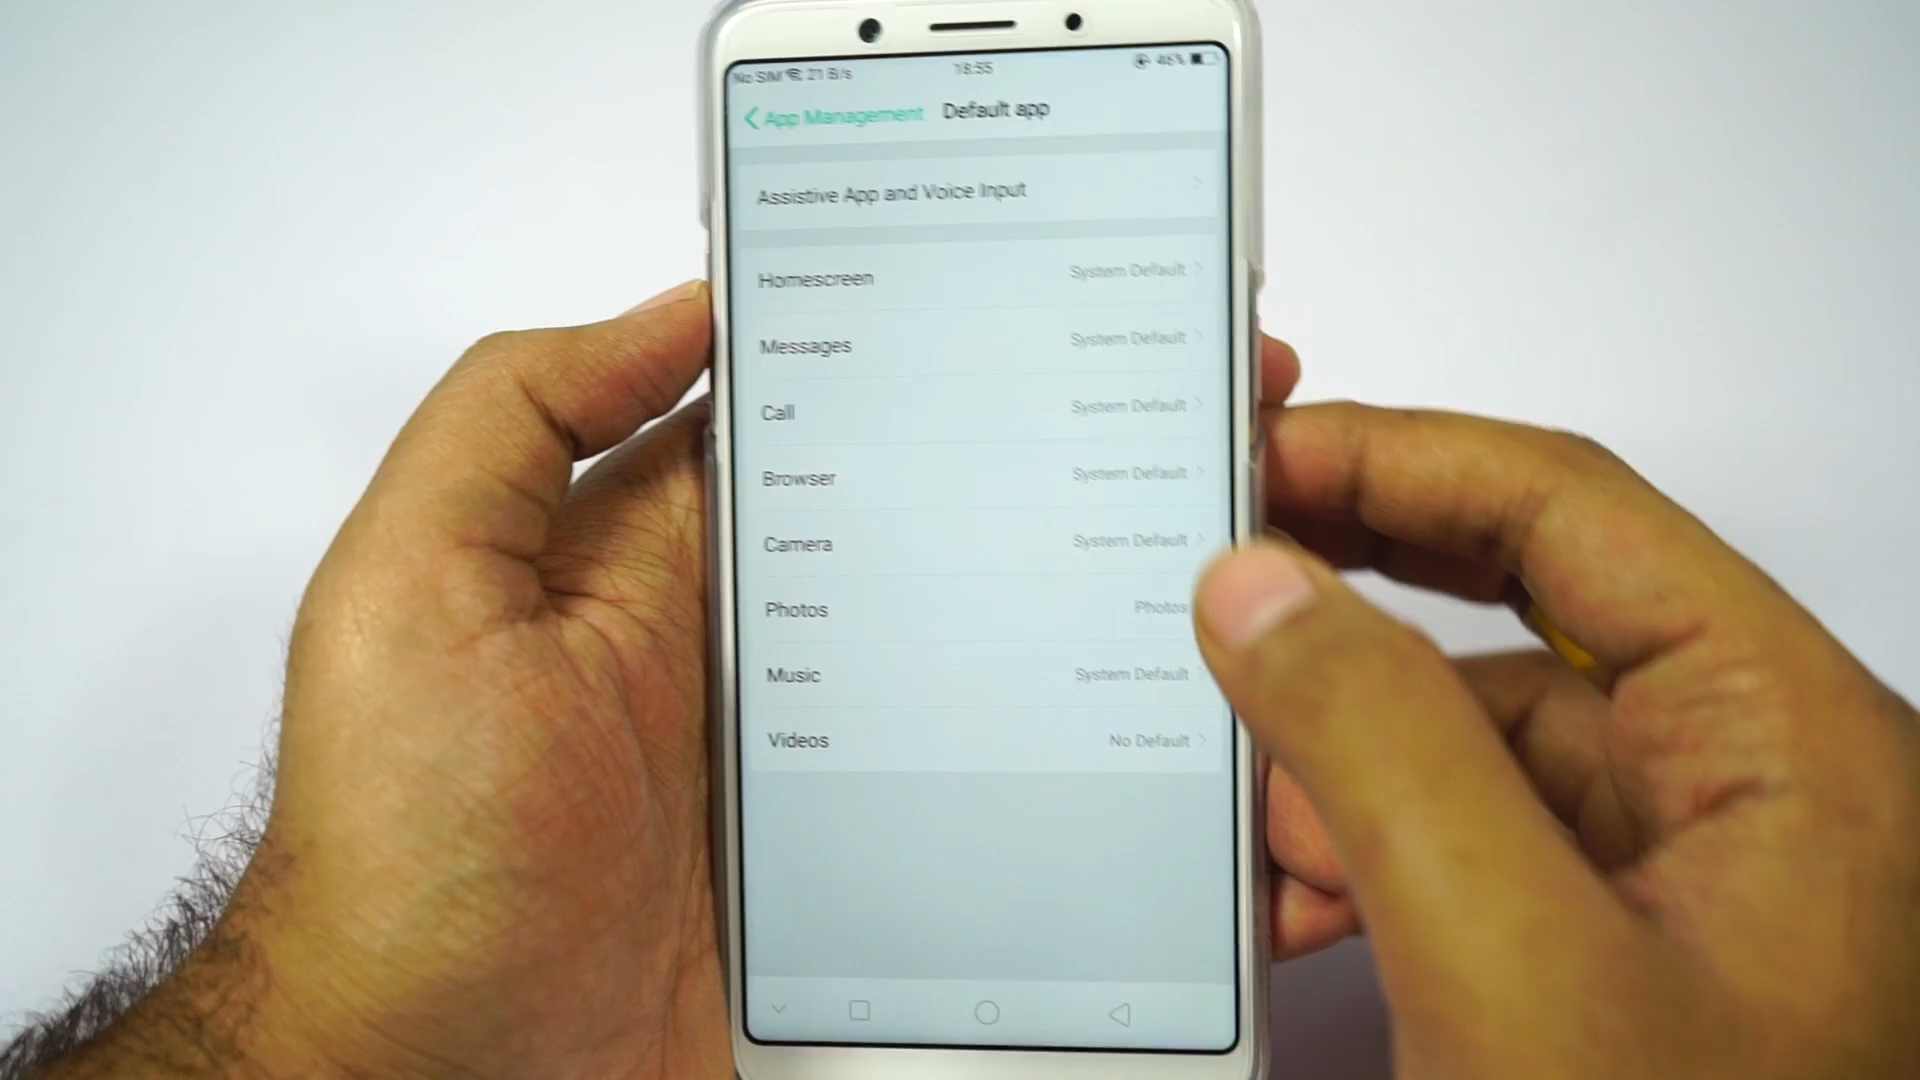 No SIM 21 B/s 18:55 46%
App Management Default app
Assistive App and Voice Input
Homescreen System Default
Messages System Default
Call System Default
Browser System Default
Camera System Default
Photos Photos
Music System Default
Videos No Default